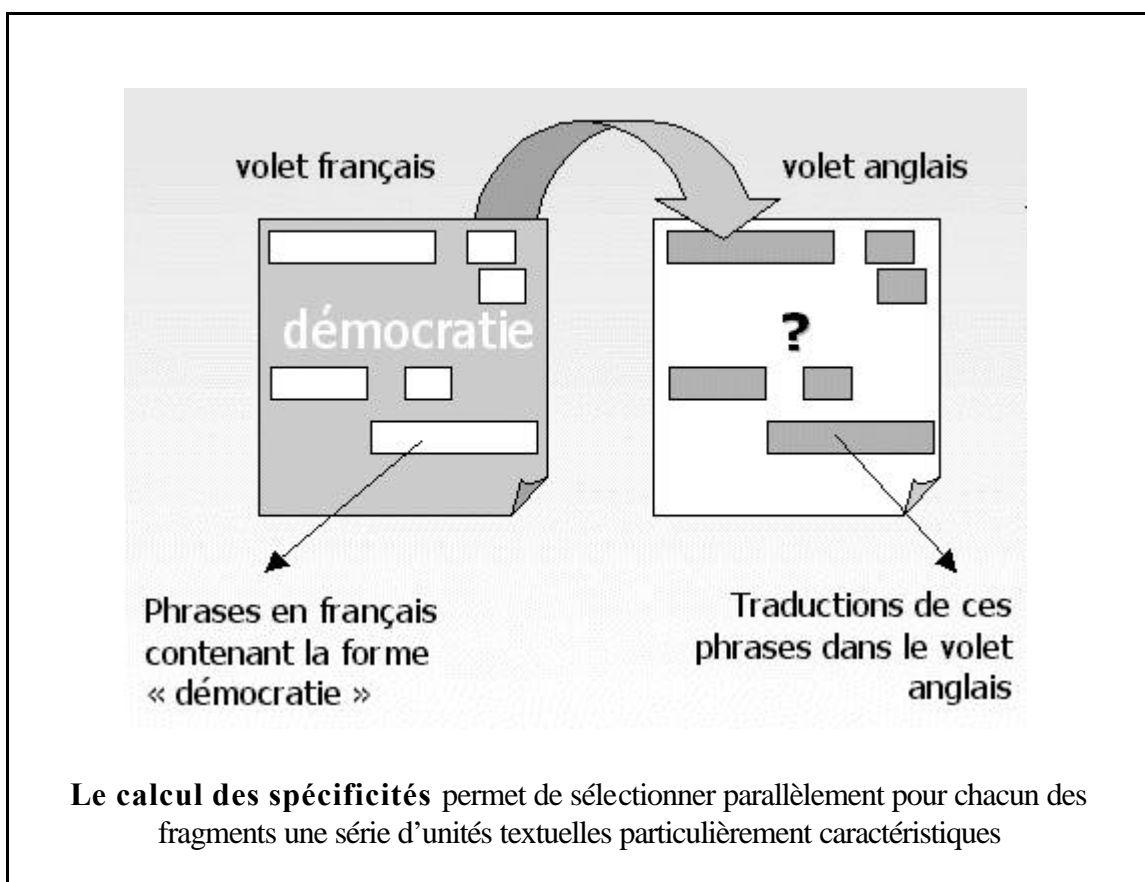 volet français
volet anglais
démocratie
?
Phrases en français
contenant la forme
« démocratie »
Traductions de ces
phrases dans le volet
anglais
Le calcul des spécificités permet de sélectionner parallèlement pour chacun des
fragments une série d’unités textuelles particulièrement caractéristiques